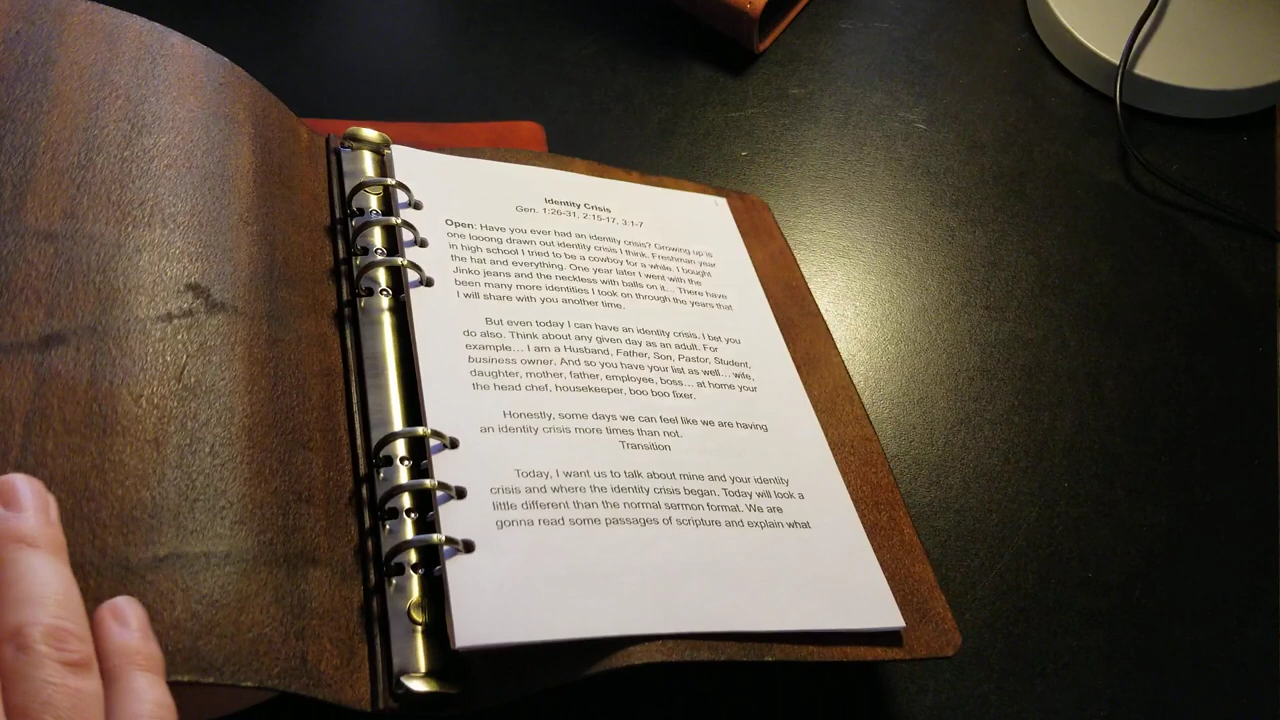 Identity Crisis
Gen. 1:26-31, 2:15-17, 3:1-7
Open: Have you ever had an identity crisis? Growing up is
one looong drawn out identity crisis I think. Freshman year
in high school I tried to be a cowboy for a while. I bought
the hat and everything. One year later I went with the
Jinko jeans and the neckless with balls on it... There have
been many more identities I took on through the years that
I will share with you another time.
But even today I can have an identity crisis. I bet you
do also. Think about any given day as an adult. For
example... I am a Husband, Father, Son, Pastor, Student,
business owner. And so you have your list as well... wife,
daughter, mother, father, employee, boss... at home your
the head chef, housekeeper, boo boo fixer.
Honestly, some days we can feel like we are having
an identity crisis more times than not.
Transition
Today, I want us to talk about mine and your identity
crisis and where the identity crisis began. Today will look a
little different than the normal sermon format. We are
gonna read some passages of scripture and explain what